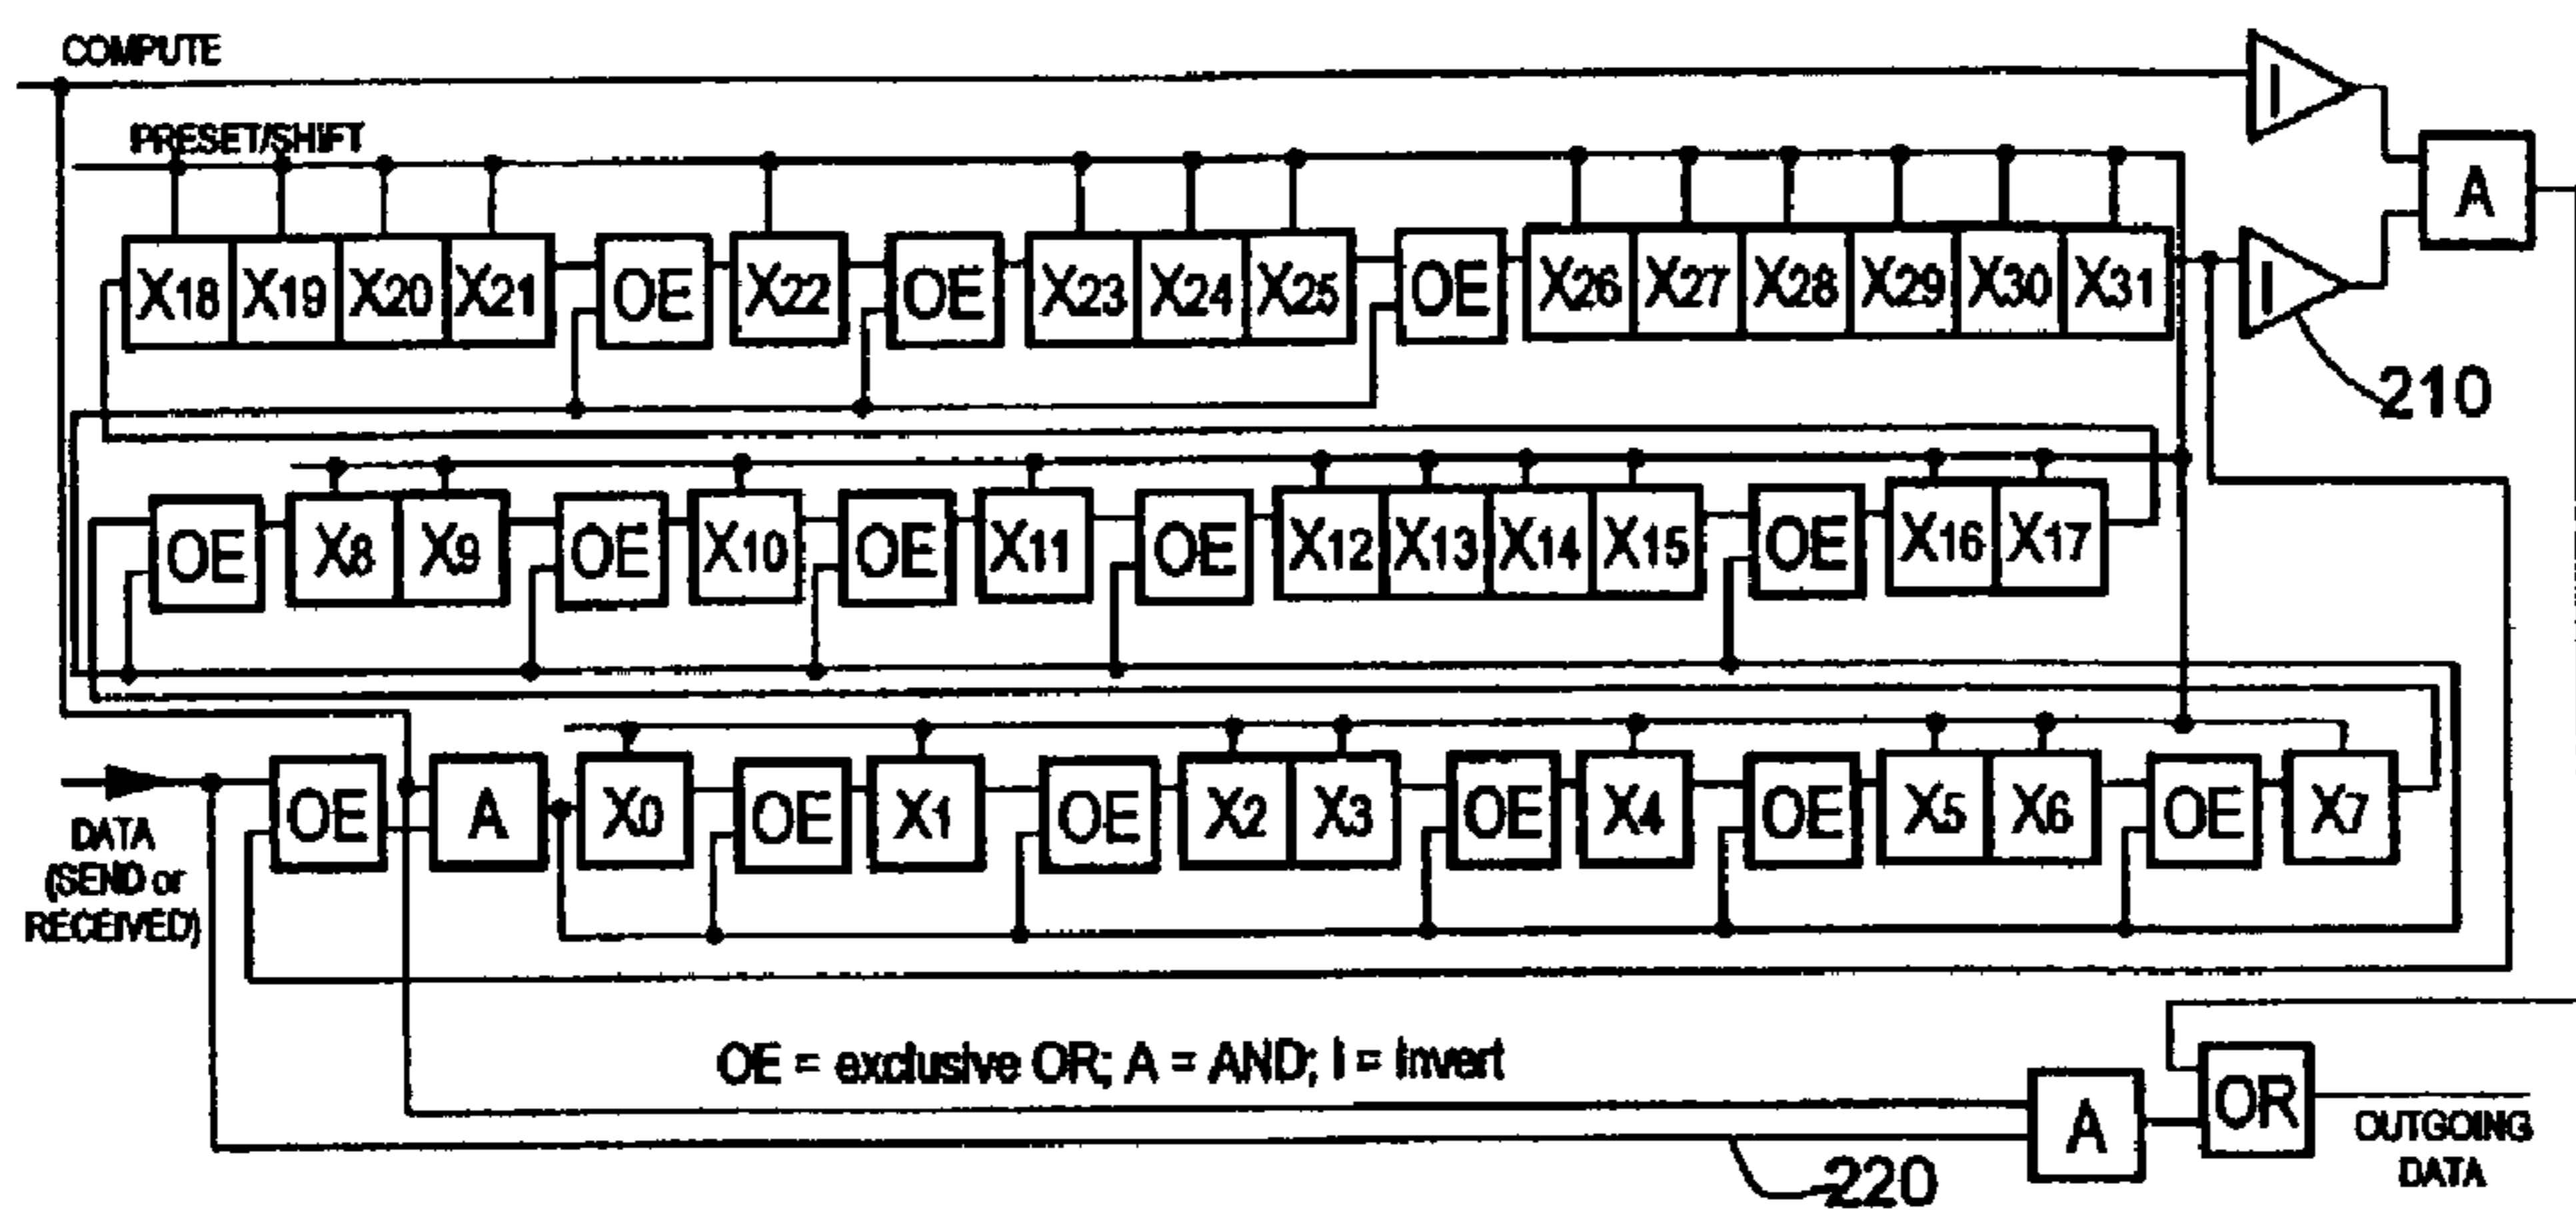 COMPUTE
PRESET/SHIFT
I
A
X18 X19 X20 X21 OE X22 OE X23 X24 X25 OE X26 X27 X28 X29 X30 X31 I
210
OE X8 X9 OE X10 OE X11 OE X12 X13 X14 X15 OE X16 X17
OE A X0 OE X1 OE X2 X3 OE X4 OE X5 X6 OE X7
DATA
(SEND or
RECEIVED)
OE = exclusive OR; A = AND; I = Invert
A
OR
OUTGOING
DATA
220